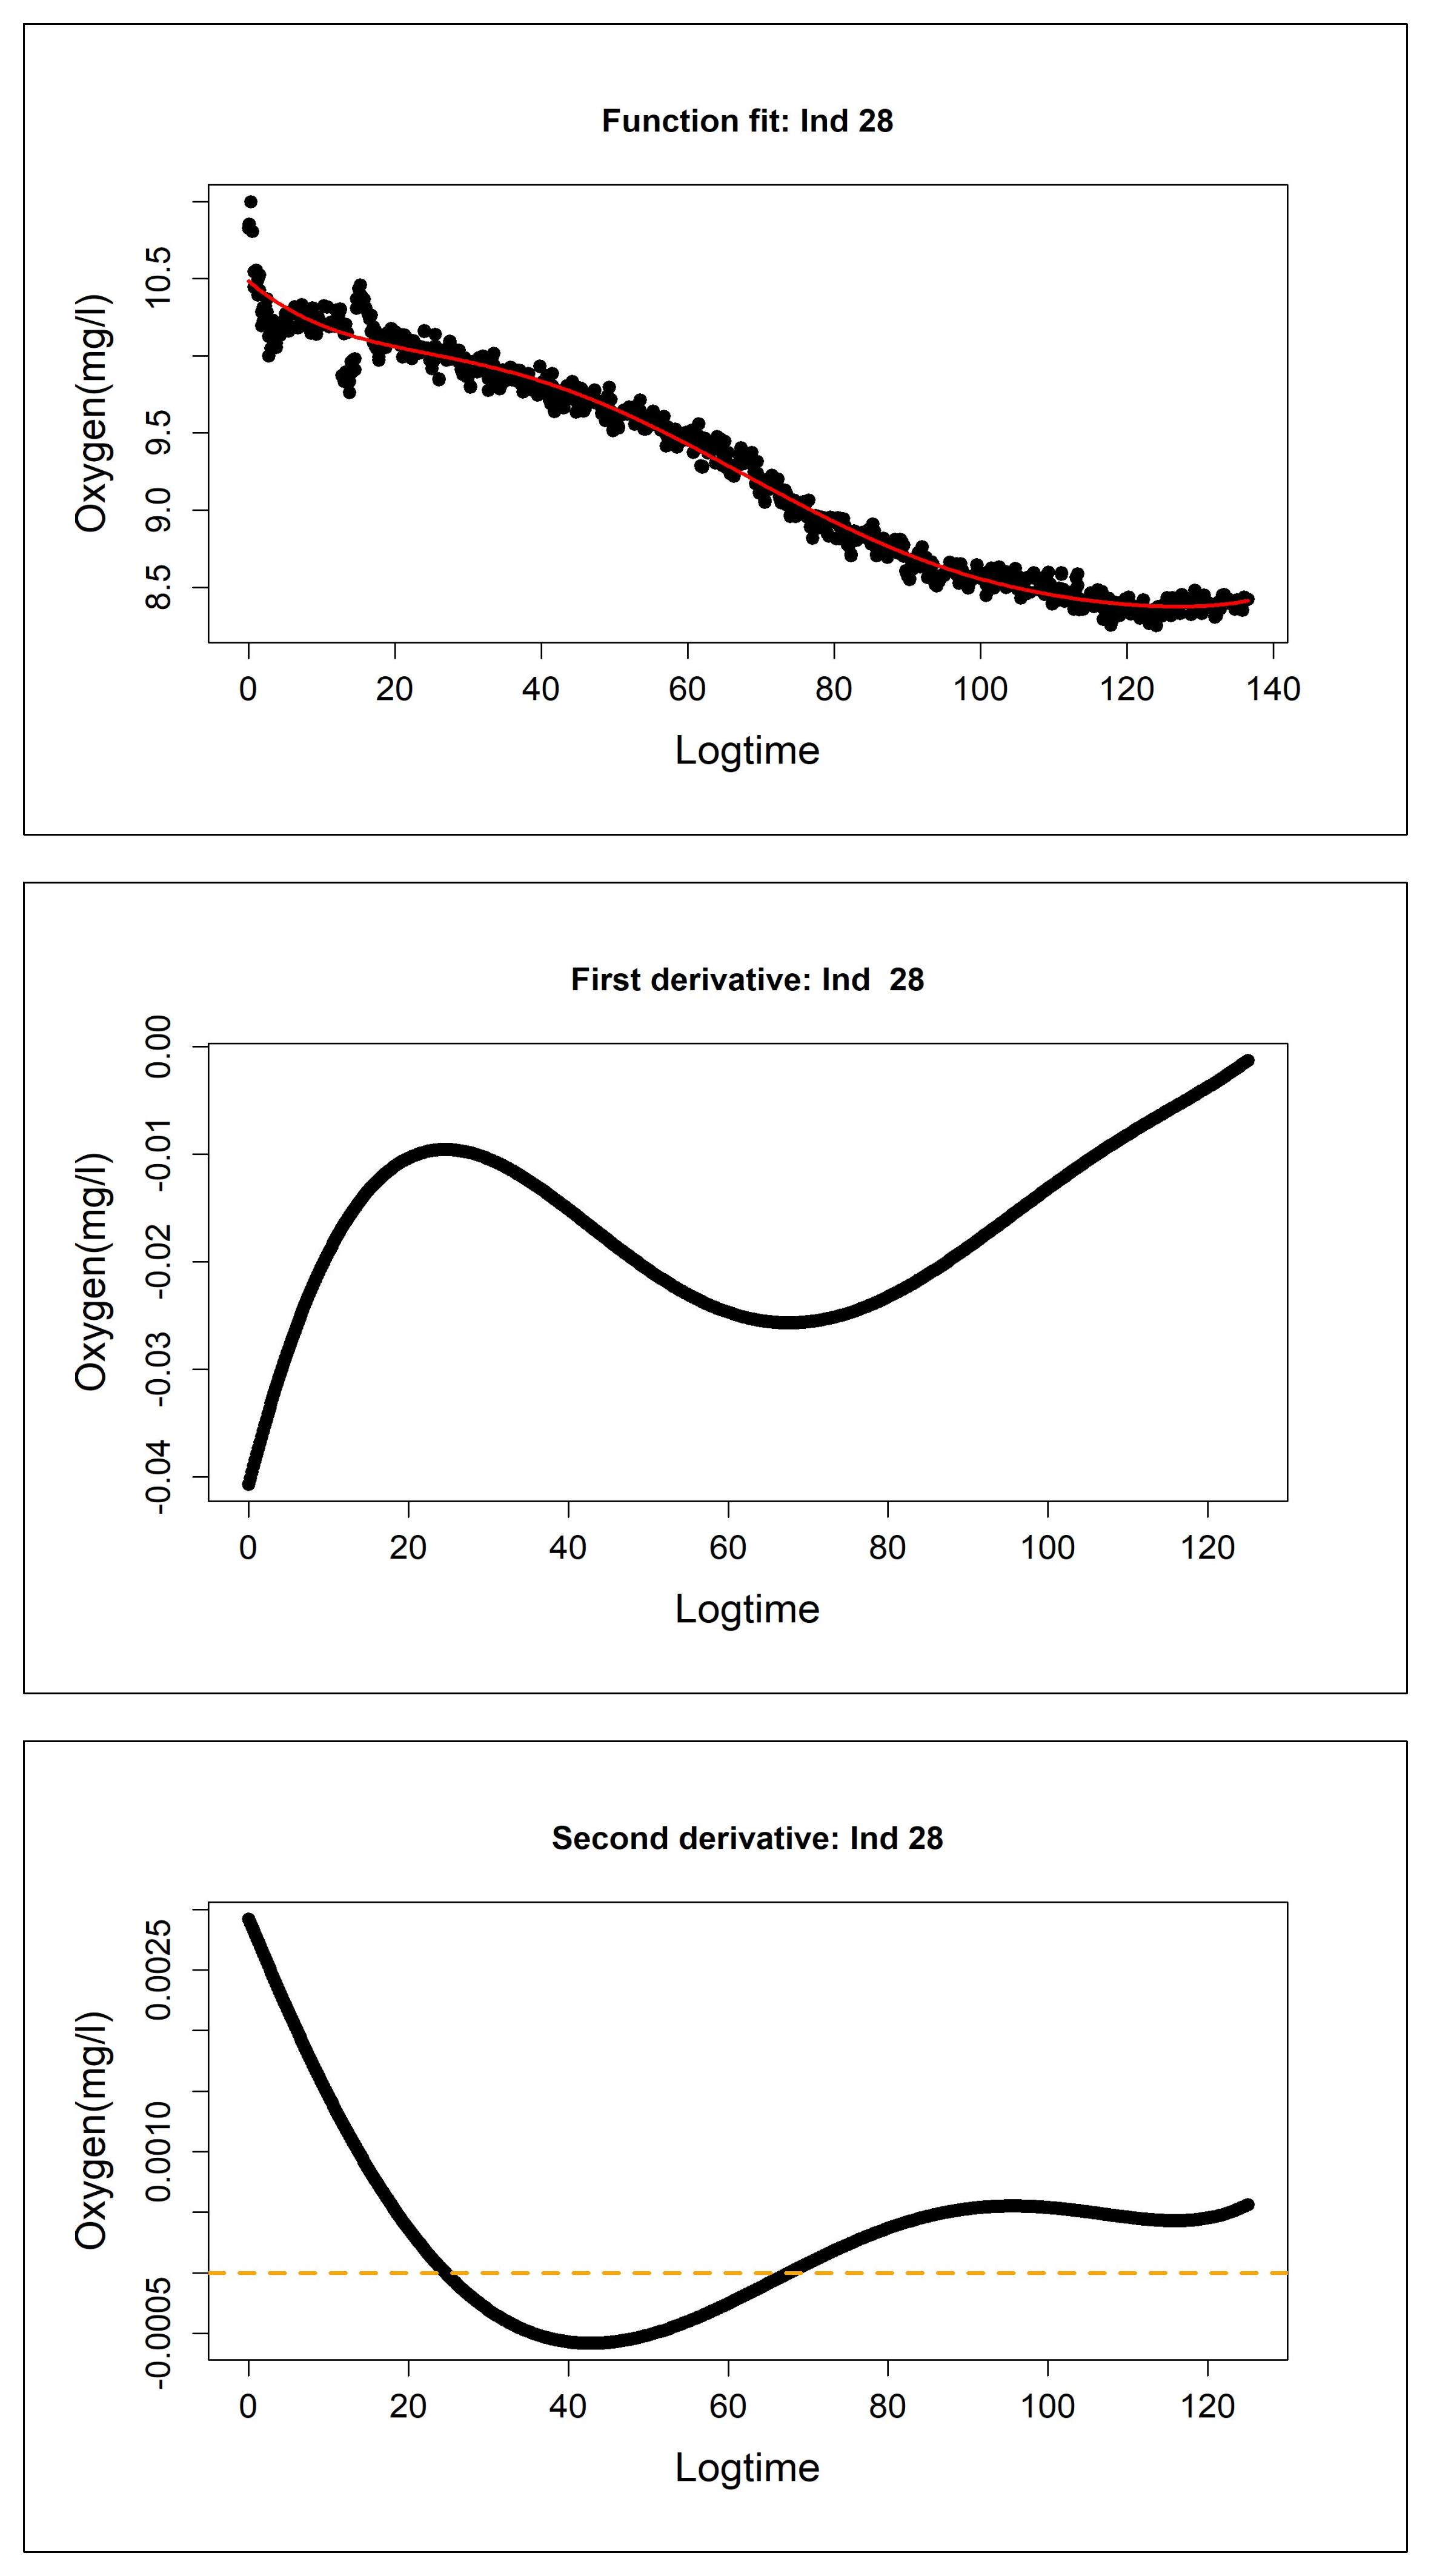 Function fit: Ind 28
Oxygen(mg/l)
10.5
9.5
9.0
8.5
0 20 40 60 80 100 120 140
Logtime
First derivative: Ind  28
Oxygen(mg/l)
0.00
-0.01
-0.02
-0.03
-0.04
0 20 40 60 80 100 120
Logtime
Second derivative: Ind 28
Oxygen(mg/l)
0.0025
0.0010
-0.0005
0 20 40 60 80 100 120
Logtime